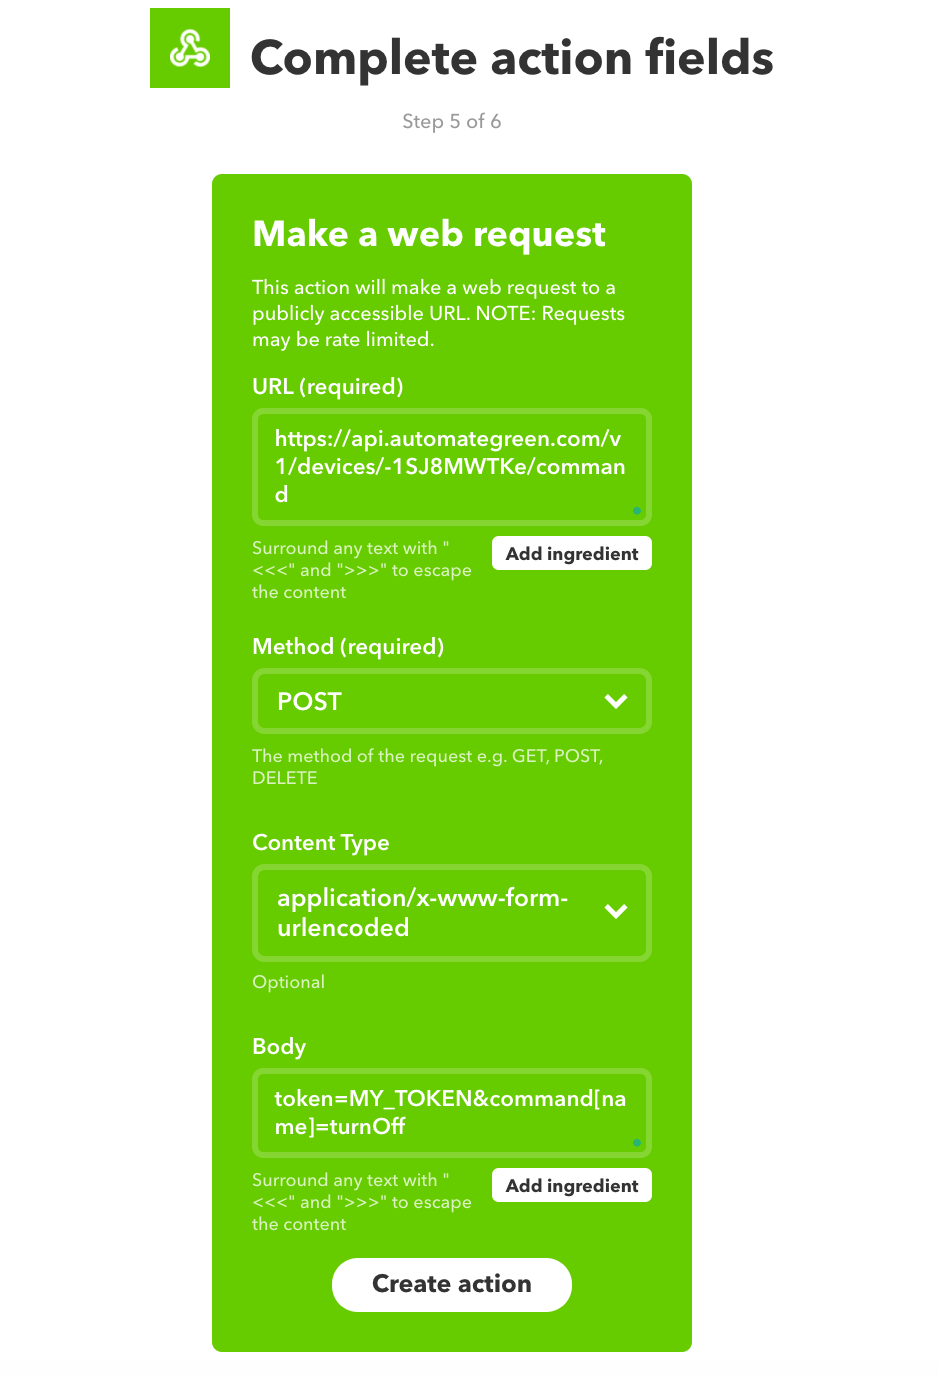 Complete action fields
Step 5 of 6
Make a web request
This action will make a web request to a
publicly accessible URL. NOTE: Requests
may be rate limited.
URL (required)
https://api.automategreen.com/v
1/devices/-1SJ8MWTKe/comman
d
Surround any text with "
<<<" and ">>>" to escape
the content
Add ingredient
Method (required)
POST
The method of the request e.g. GET, POST,
DELETE
Content Type
application/x-www-form-
urlencoded
Optional
Body
token=MY_TOKEN&command[na
me]=turnOff
Surround any text with "
<<<" and ">>>" to escape
the content
Add ingredient
Create action